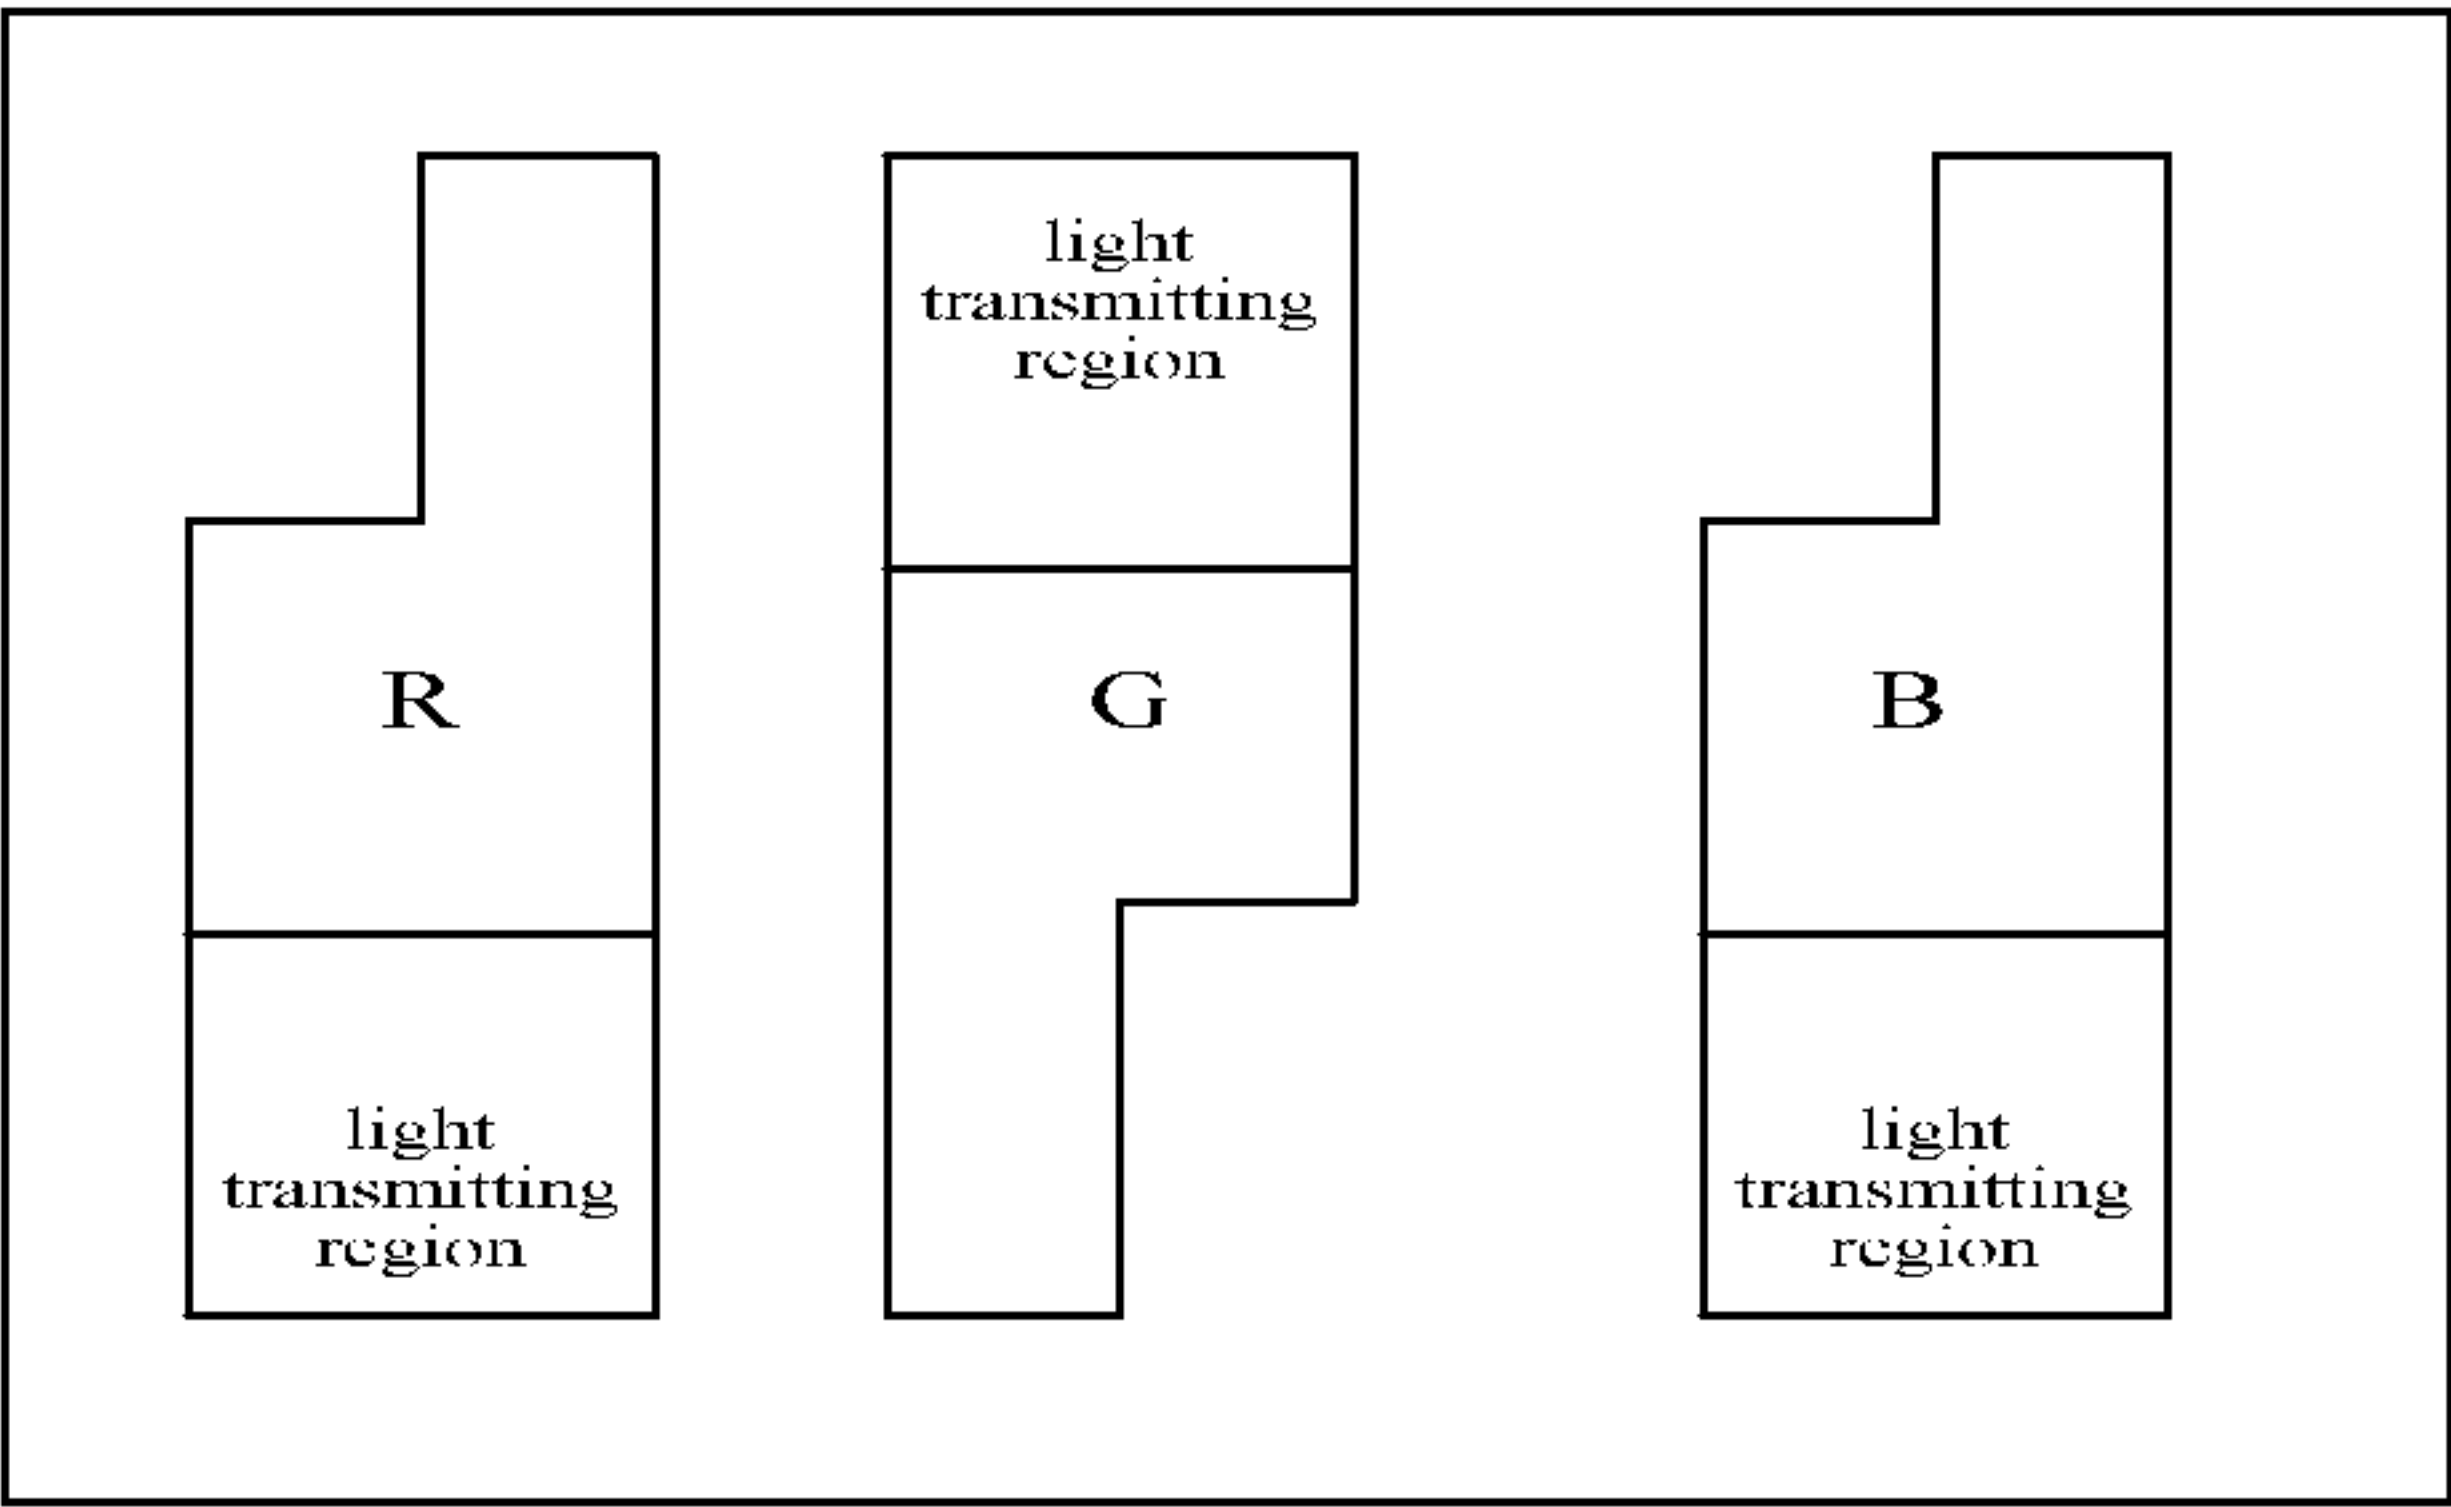 light
transmitting
region
R
G
B
light
transmitting
region
light
transmitting
region